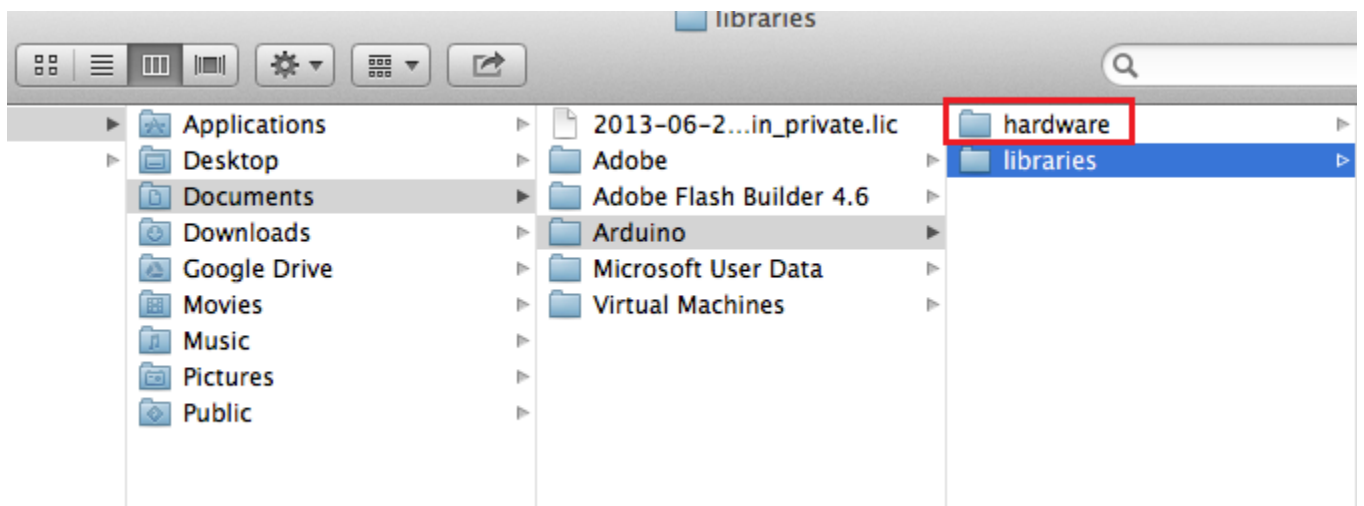 libraries
Applications
Desktop
Documents
Downloads
Google Drive
Movies
Music
Pictures
Public
2013-06-2...in_private.lic
Adobe
Adobe Flash Builder 4.6
Arduino
Microsoft User Data
Virtual Machines
hardware
libraries